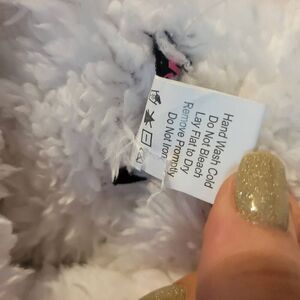 Hand Wash Cold
Do Not Bleach
Lay Flat to Dry
Remove Promptly
Do Not Iron